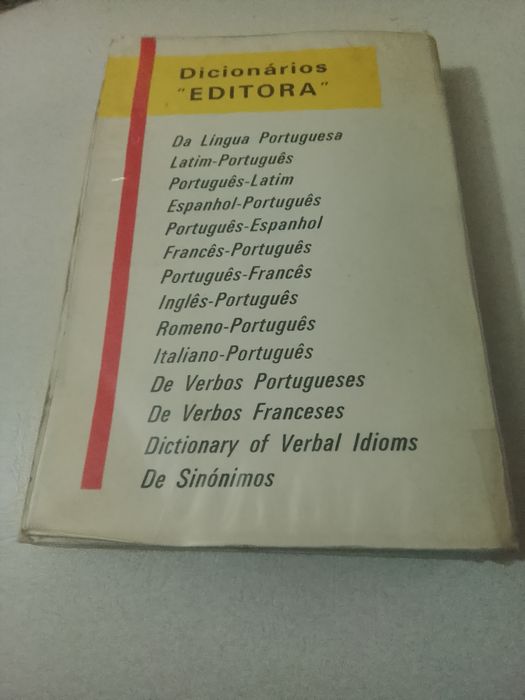 Dicionários
"EDITORA"
Da Língua Portuguesa
Latim-Português
Português-Latim
Espanhol-Português
Português-Espanhol
Francês-Português
Português-Francês
Inglês-Português
Romeno-Português
Italiano-Português
De Verbos Portugueses
De Verbos Franceses
Dictionary of Verbal Idioms
De Sinónimos